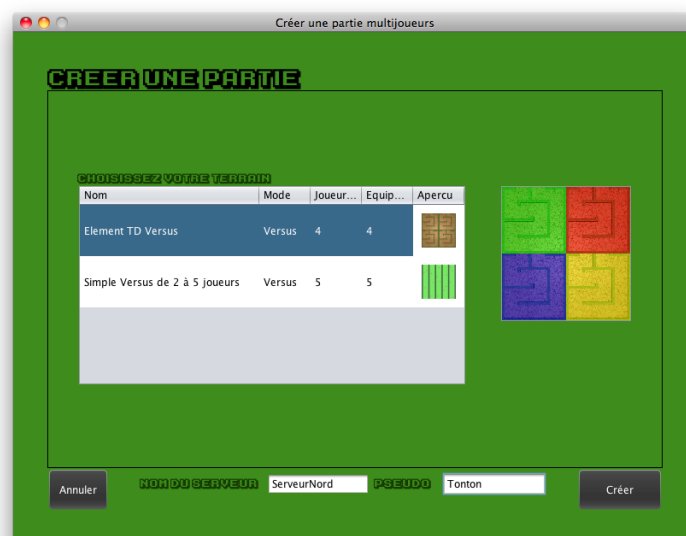 Créer une partie multijoueurs
CREER UNE PARTIE
CHOISISSEZ VOTRE TERRAIN
Nom Mode Joueur... Equip... Apercu
Element TD Versus Versus 4 4
Simple Versus de 2 à 5 joueurs Versus 5 5
Annuler NOM DU SERVEUR ServeurNord PSEUDO Tonton Créer